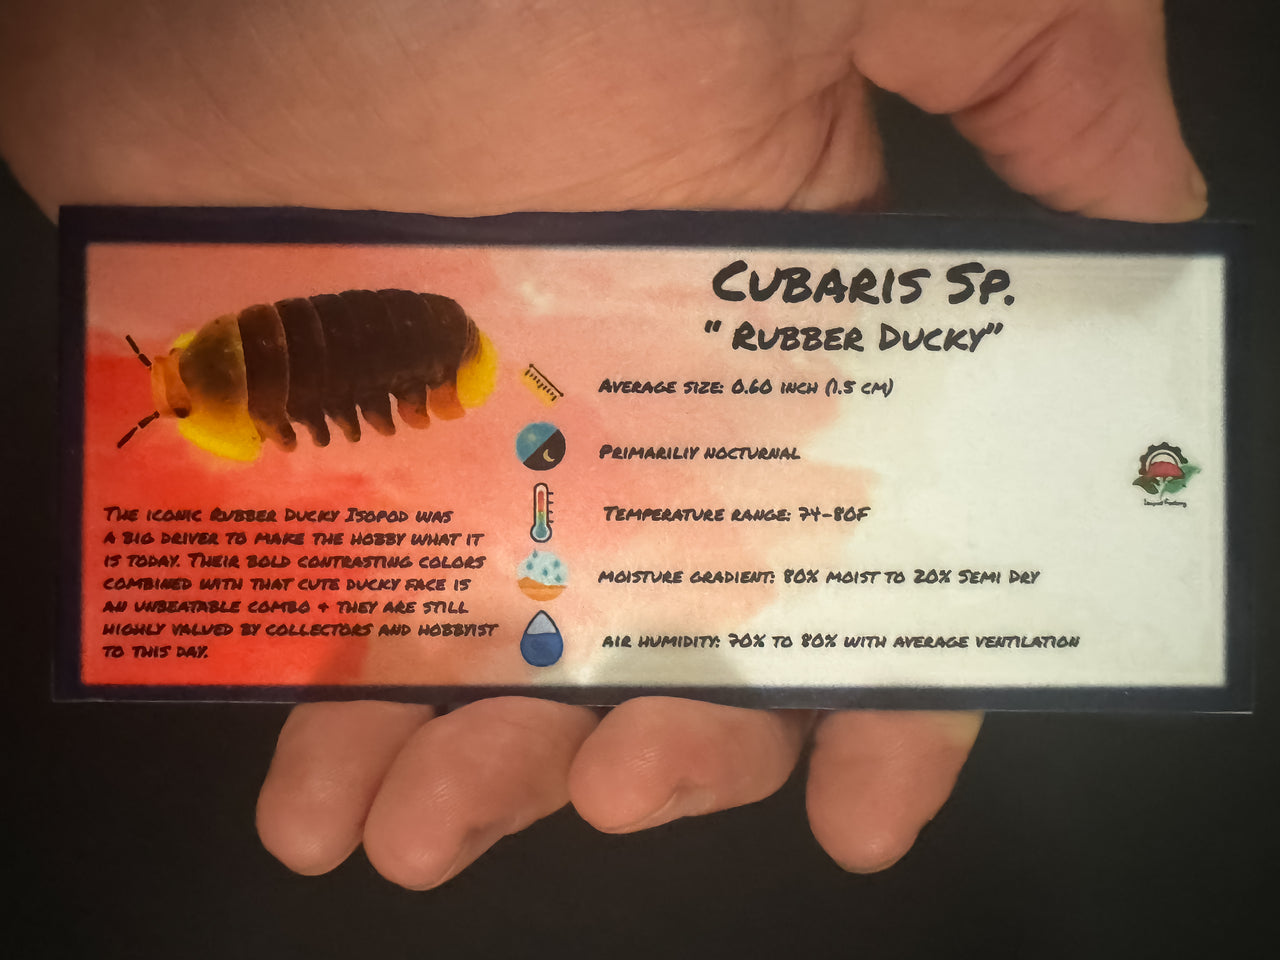 CUBARIS SP.
"RUBBER DUCKY"
AVERAGE SIZE: 0.60 INCH (1.5 CM)
PRIMARILIY NOCTURNAL
TEMPERATURE RANGE: 74-80F
MOISTURE GRADIENT: 80% MOIST TO 20% SEMI DRY
AIR HUMIDITY: 70% TO 80% WITH AVERAGE VENTILATION
THE ICONIC RUBBER DUCKY ISOPOD WAS
A BIG DRIVER TO MAKE THE HOBBY WHAT IT
IS TODAY. THEIR BOLD CONTRASTING COLORS
COMBINED WITH THAT CUTE DUCKY FACE IS
AN UNBEATABLE COMBO + THEY ARE STILL
HIGHLY VALUED BY COLLECTORS AND HOBBYIST
TO THIS DAY.